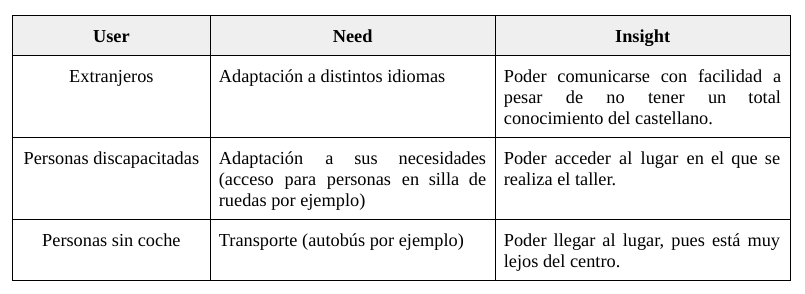 User Need Insight
Extranjeros Adaptación a distintos idiomas Poder comunicarse con facilidad a
pesar de no tener un total
conocimiento del castellano.
Personas discapacitadas Adaptación a sus necesidades Poder acceder al lugar en el que se
(acceso para personas en silla de realiza el taller.
ruedas por ejemplo)
Personas sin coche Transporte (autobús por ejemplo) Poder llegar al lugar, pues está muy
lejos del centro.